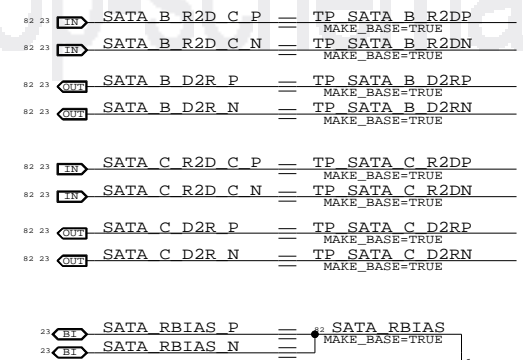 82 23 IN SATA_B_R2D_C_P TP_SATA_B_R2DP
MAKE_BASE=TRUE
82 23 IN SATA_B_R2D_C_N TP_SATA_B_R2DN
MAKE_BASE=TRUE
82 23 OUT SATA_B_D2R_P TP_SATA_B_D2RP
MAKE_BASE=TRUE
82 23 OUT SATA_B_D2R_N TP_SATA_B_D2RN
MAKE_BASE=TRUE
82 23 IN SATA_C_R2D_C_P TP_SATA_C_R2DP
MAKE_BASE=TRUE
82 23 IN SATA_C_R2D_C_N TP_SATA_C_R2DN
MAKE_BASE=TRUE
82 23 OUT SATA_C_D2R_P TP_SATA_C_D2RP
MAKE_BASE=TRUE
82 23 OUT SATA_C_D2R_N TP_SATA_C_D2RN
MAKE_BASE=TRUE
23 BI SATA_RBIAS_P 82 SATA_RBIAS
MAKE_BASE=TRUE
23 BI SATA_RBIAS_N